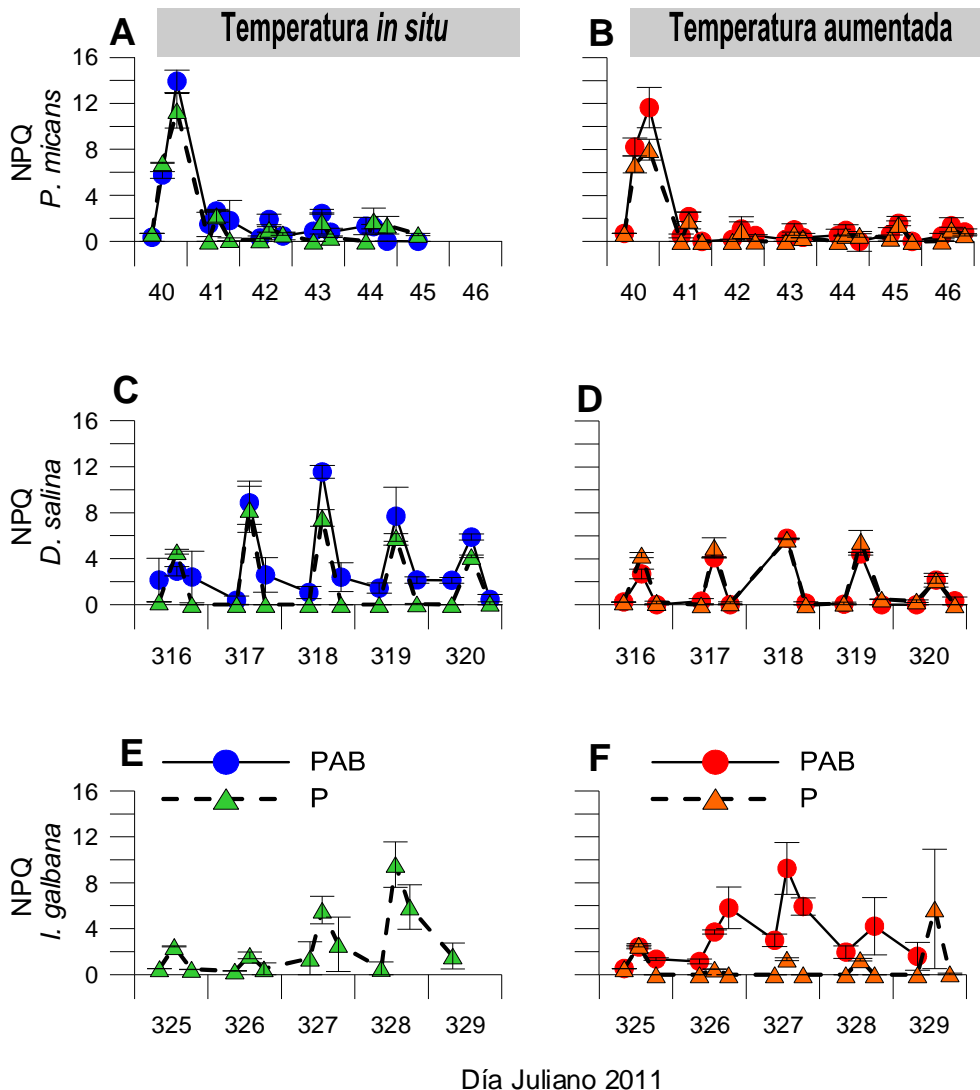 A Temperatura in situ
B Temperatura aumentada
NPQ
P. micans
16
12
8
4
0
40 41 42 43 44 45 46
40 41 42 43 44 45 46
C
D
NPQ
D. salina
16
12
8
4
0
316 317 318 319 320
316 317 318 319 320
E
PAB
P
F
PAB
P
NPQ
I. galbana
16
12
8
4
0
325 326 327 328 329
325 326 327 328 329
Día Juliano 2011